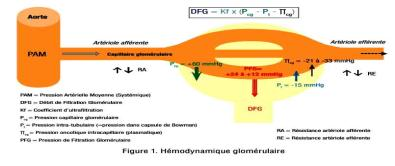 DFG = Kf x (Pcg - Pt - Πcg)
Aorte
Artériole afférente
Artériole efférente
PAM
Capillaire glomérulaire
Pcg = +60 mmHg
Πcg = -21 à -33 mmHg
RA
PFG=
+24 à +12 mmHg
RE
Pt = -15 mmHg
DFG
PAM = Pression Artérielle Moyenne (Systémique)
DFG = Débit de Filtration Glomérulaire
Kf = Coefficient d'ultrafiltration
Pcg = Pression capillaire glomérulaire
Pt = Pression intra-tubulaire (~pression dans capsule de Bowman)
Πcg = Pression oncotique intracapillaire (plasmatique)
PFG = Pression de Filtration Glomérulaire
RA = Résistance artériole afférente
RE = Résistance artériole efférente
Figure 1. Hémodynamique glomérulaire